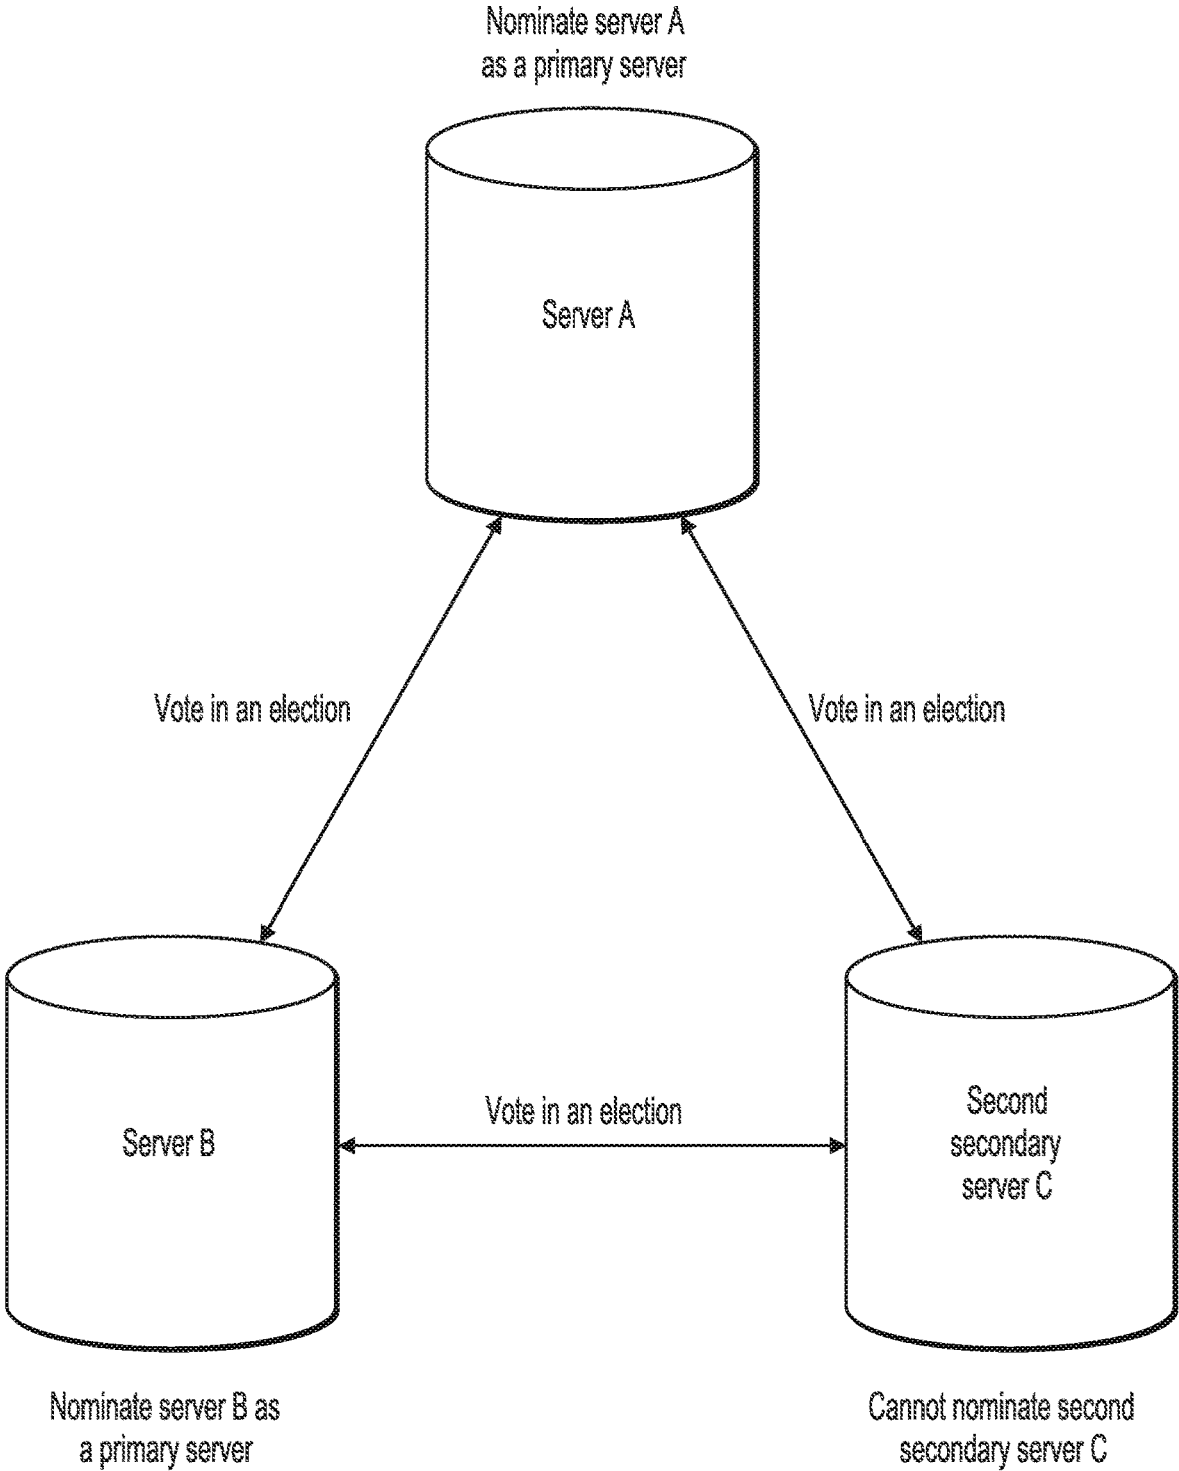 Nominate server A
as a primary server
Server A
Vote in an election
Vote in an election
Vote in an election
Server B
Second
secondary
server C
Nominate server B as
a primary server
Cannot nominate second
secondary server C